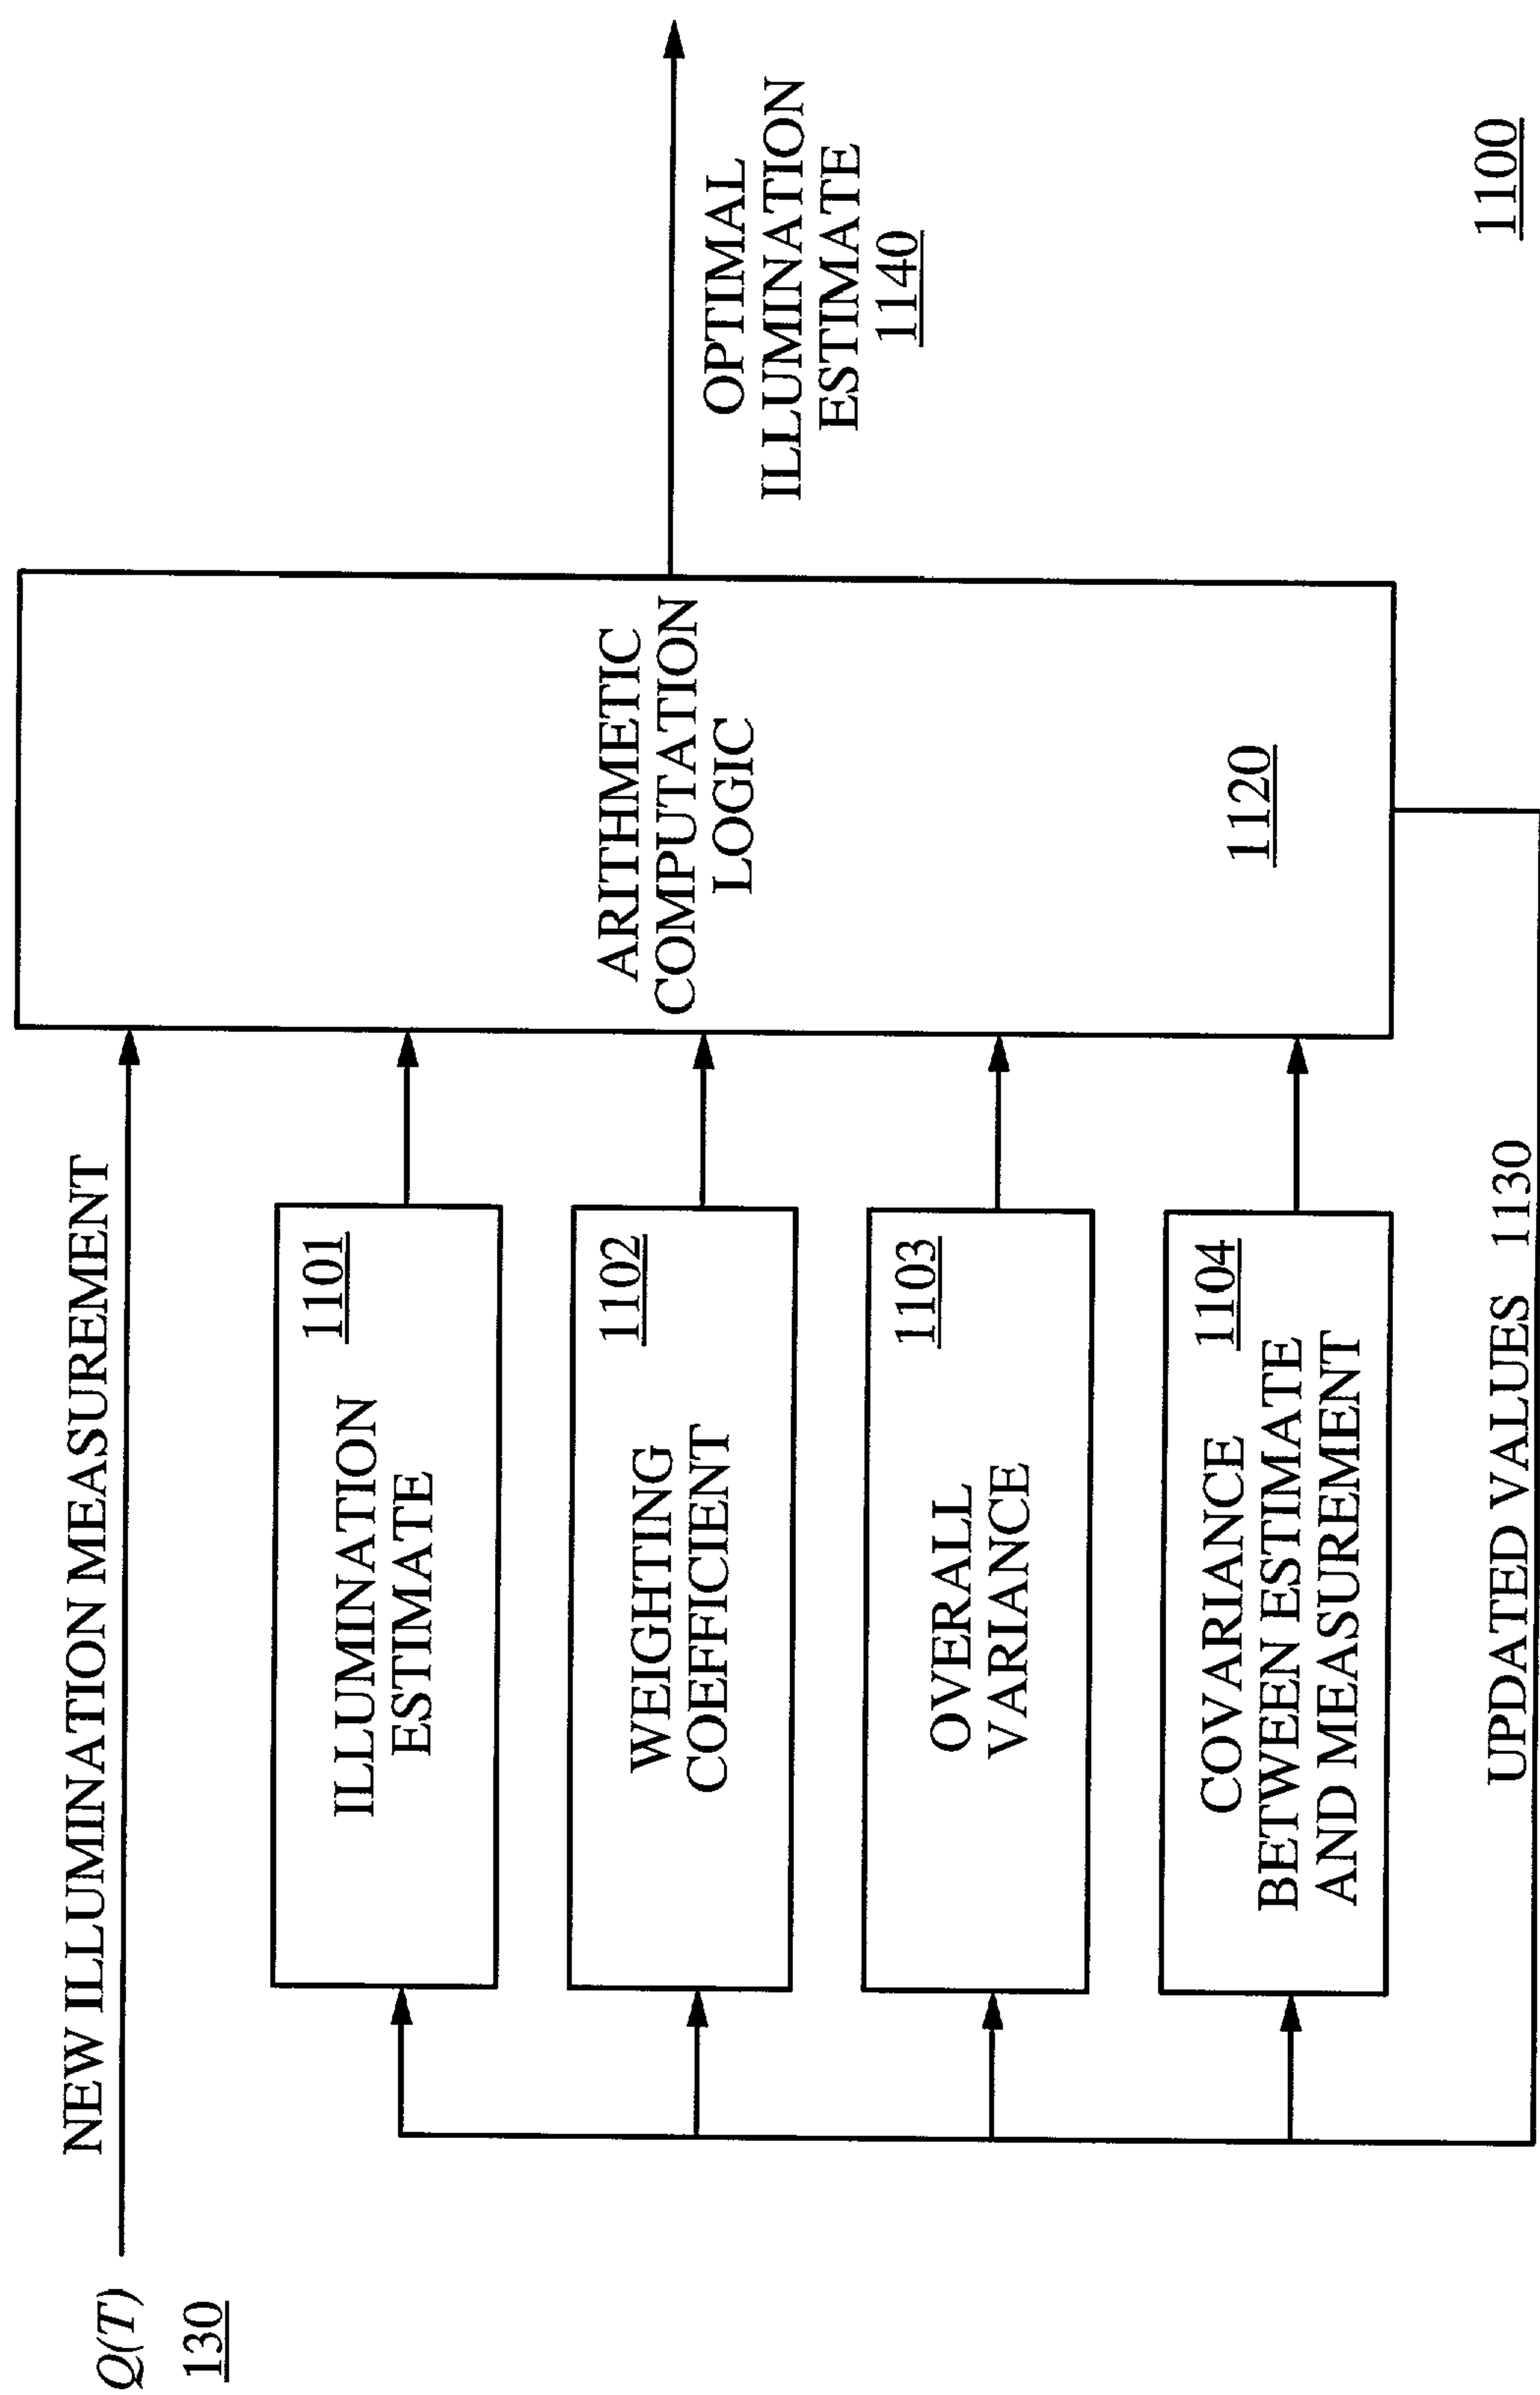 NEW ILLUMINATION MEASUREMENT
Q(T)
130
1101
ILLUMINATION
ESTIMATE
1102
WEIGHTING
COEFFICIENT
1103
OVERALL
VARIANCE
1104
COVARIANCE
BETWEEN ESTIMATE
AND MEASUREMENT
UPDATED VALUES 1130
ARITHMETIC
COMPUTATION
LOGIC
1120
OPTIMAL
ILLUMINATION
ESTIMATE
1140
1100